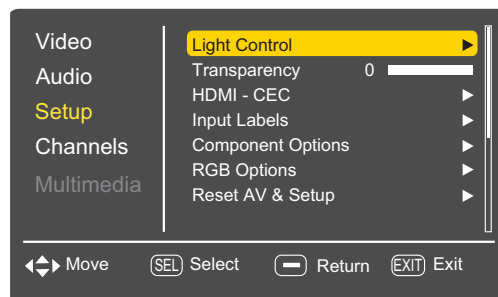 Video
Audio
Setup
Channels
Multimedia
Light Control
Transparency 0
HDMI - CEC
Input Labels
Component Options
RGB Options
Reset AV & Setup
Move SEL Select Return EXIT Exit